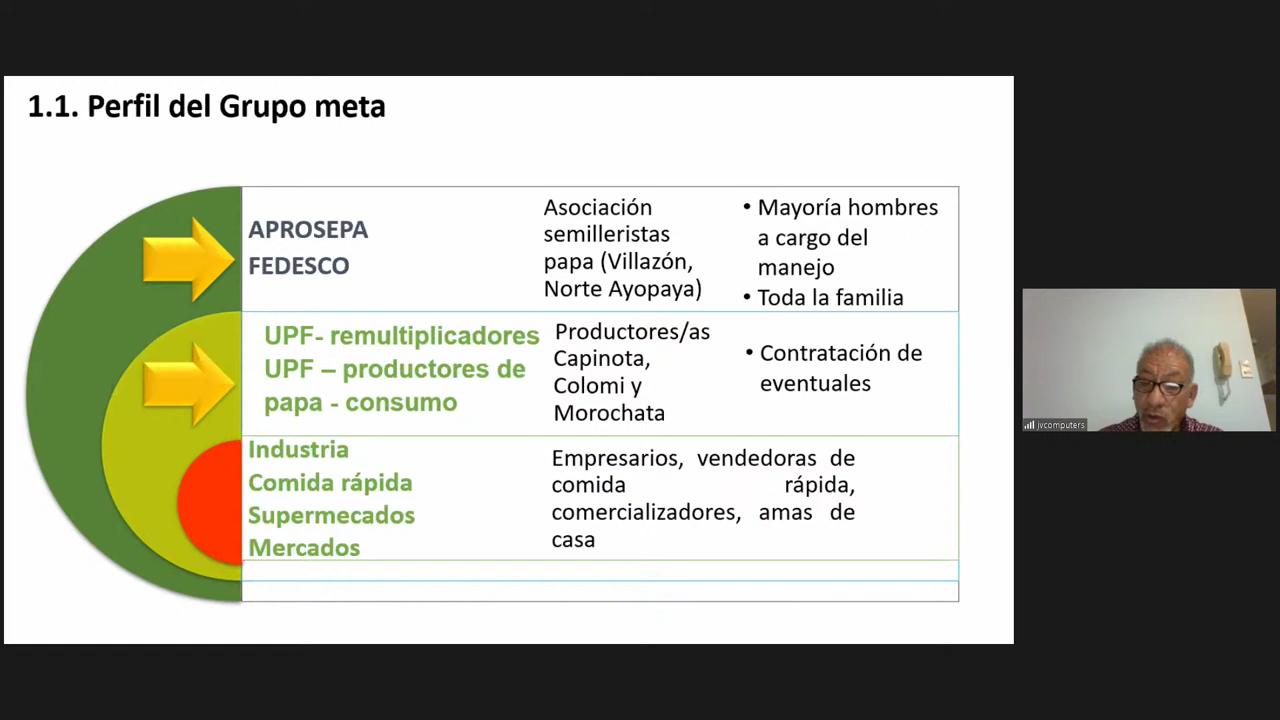 1.1. Perfil del Grupo meta
APROSEPA
FEDESCO
Asociación
semilleristas
papa (Villazón,
Norte Ayopaya)
• Mayoría hombres
a cargo del
manejo
• Toda la familia
UPF- remultiplicadores
UPF – productores de
papa - consumo
Productores/as
Capinota,
Colomi y
Morochata
• Contratación de
eventuales
Industria
Comida rápida
Supermecados
Mercados
Empresarios, vendedoras de
comida rápida,
comercializadores, amas de
casa
jvcomputers